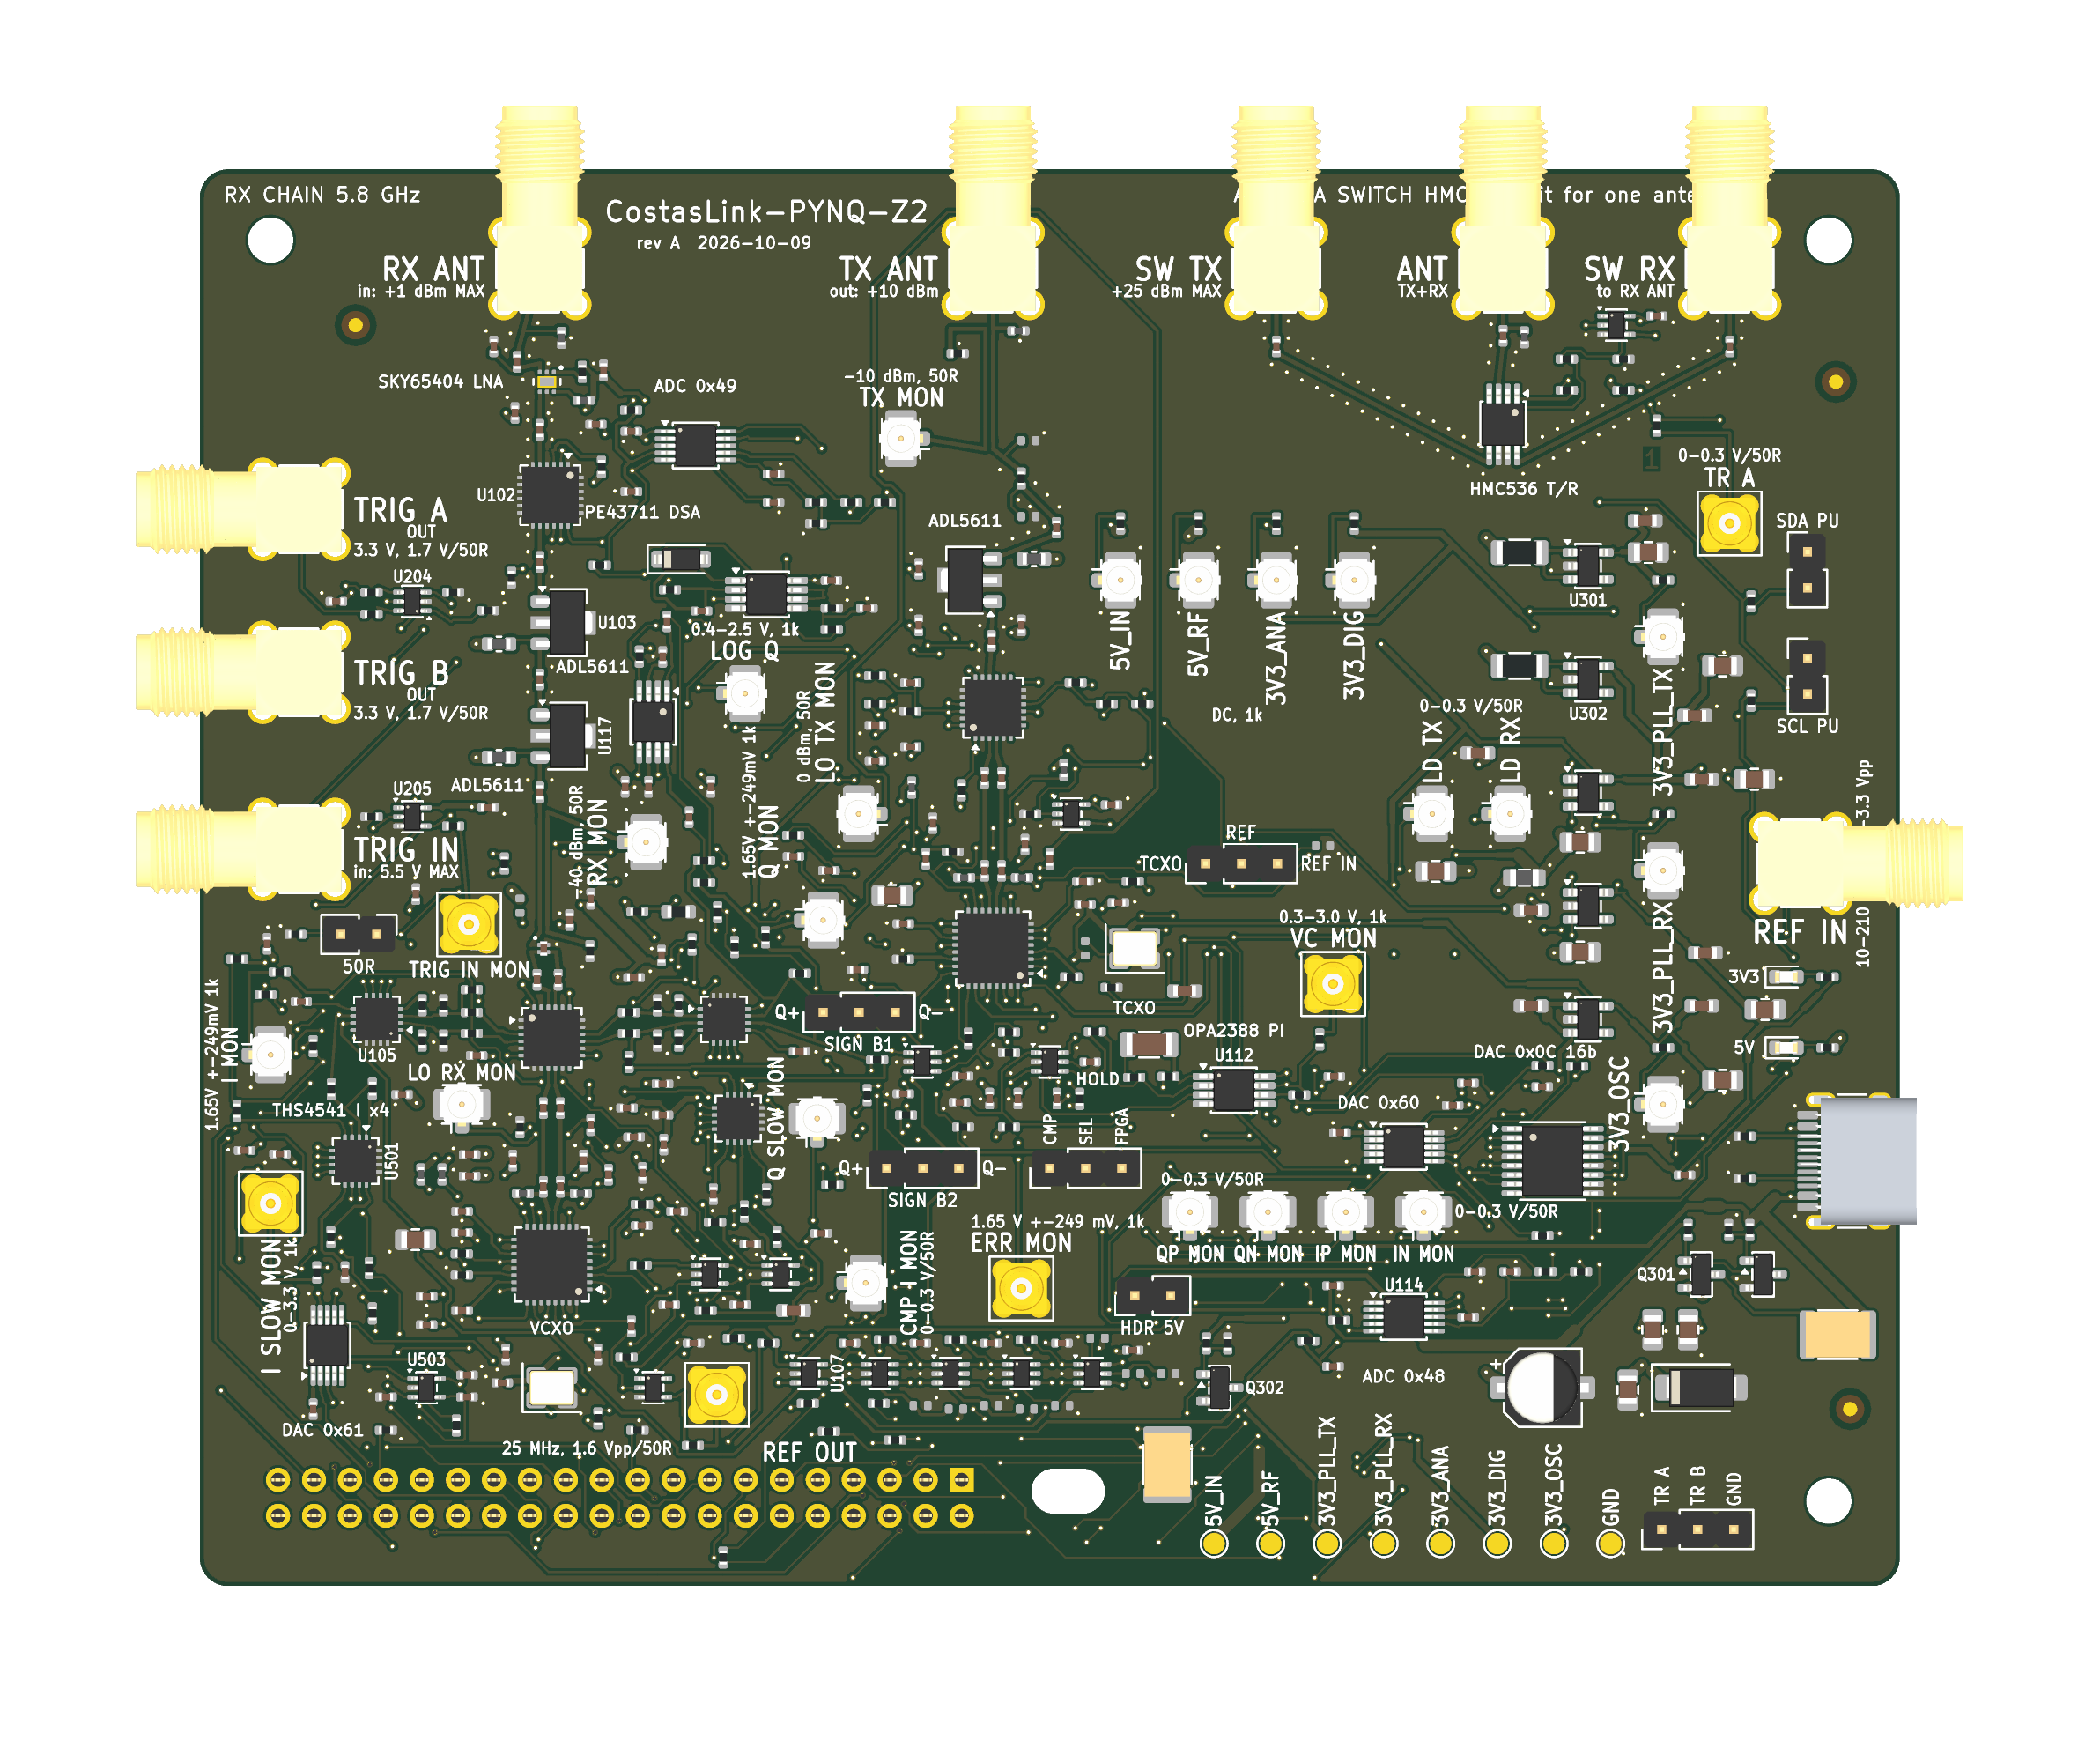 RX CHAIN 5.8 GHz
CostasLink-PYNQ-Z2
rev A 2026-10-09
A SWITCH HMC
it for one ante
RX ANT
in: +1 dBm MAX
TX ANT
out: +10 dBm
SW TX
+25 dBm MAX
ANT
TX+RX
SW RX
to RX ANT
SKY65404 LNA
ADC 0x49
-10 dBm, 50R
TX MON
1
0-0.3 V/50R
TR A
HMC536 T/R
TRIG A
OUT
3.3 V, 1.7 V/50R
U102
PE43711 DSA
ADL5611
SDA PU
U204
U103
ADL5611
0.4-2.5 V, 1k
LOG Q
5V_IN
5V_RF
3V3_ANA
3V3_DIG
DC, 1k
U301
U302
3V3_PLL_TX
SCL PU
TRIG B
OUT
3.3 V, 1.7 V/50R
U117
ADL5611
0 dBm, 50R
LO TX MON
1.65V +-249mV 1k
Q MON
0-0.3 V/50R
LD TX
LD RX
U205
TRIG IN
in: 5.5 V MAX
-40 dBm, 50R
RX MON
REF
TCXO
REF IN
REF IN
10-210
-3.3 Vpp
50R
TRIG IN MON
0.3-3.0 V, 1k
VC MON
3V3_PLL_RX
3V3
5V
1.65V +-249mV 1k
I MON
U105
Q+
Q-
SIGN B1
TCXO
OPA2388 PI
U112
HOLD
DAC 0x0C 16b
3V3_OSC
LO RX MON
THS4541 I x4
U501
Q SLOW MON
CMP
SEL
FPGA
DAC 0x60
Q+
Q-
SIGN B2
0-0.3 V/50R
0-0.3 V/50R
QP MON
QN MON
IP MON
IN MON
I SLOW MON
0-3.3 V, 1k
1.65 V +-249 mV, 1k
ERR MON
CMP I MON
0-0.3 V/50R
HDR 5V
U114
Q301
VCXO
U503
U107
Q302
ADC 0x48
+
DAC 0x61
25 MHz, 1.6 Vpp/50R
REF OUT
5V_IN
5V_RF
3V3_PLL_TX
3V3_PLL_RX
3V3_ANA
3V3_DIG
3V3_OSC
GND
TR A
TR B
GND